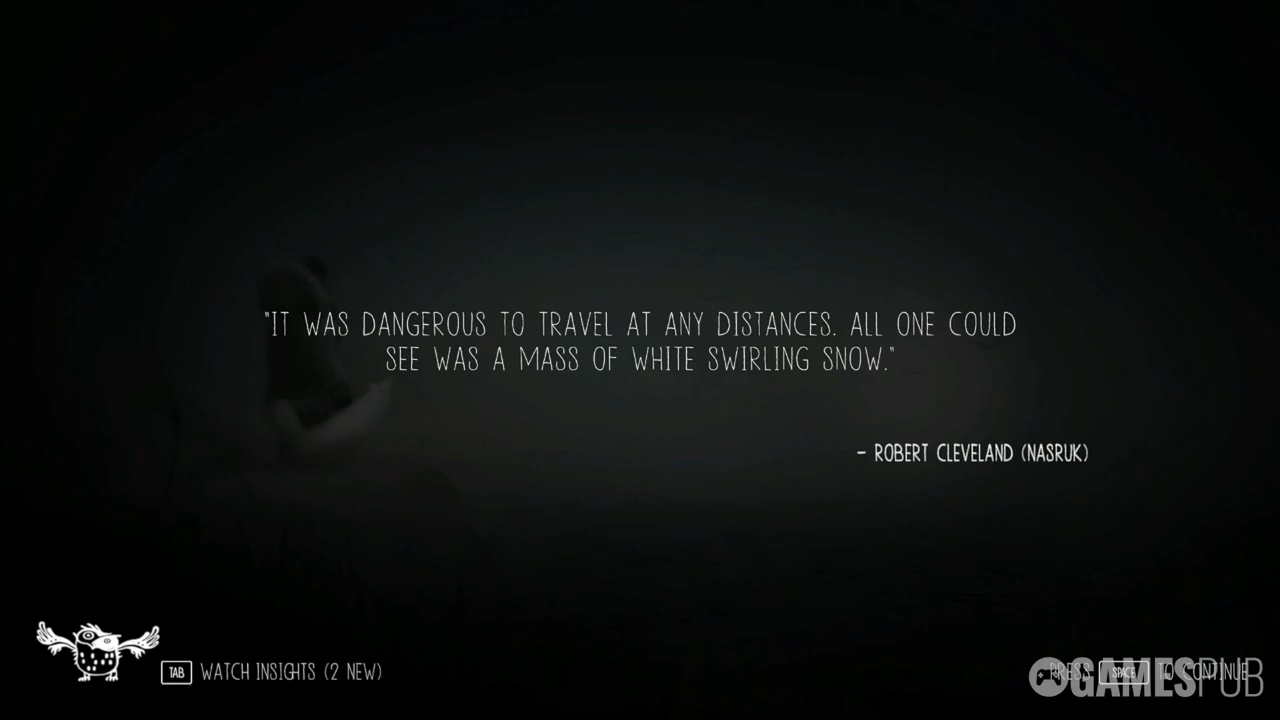 "IT WAS DANGEROUS TO TRAVEL AT ANY DISTANCES. ALL ONE COULD
SEE WAS A MASS OF WHITE SWIRLING SNOW."
- ROBERT CLEVELAND (NASRUK)
TAB WATCH INSIGHTS (2 NEW)
PRESS SPACE TO CONTINUE
GAMESPUB